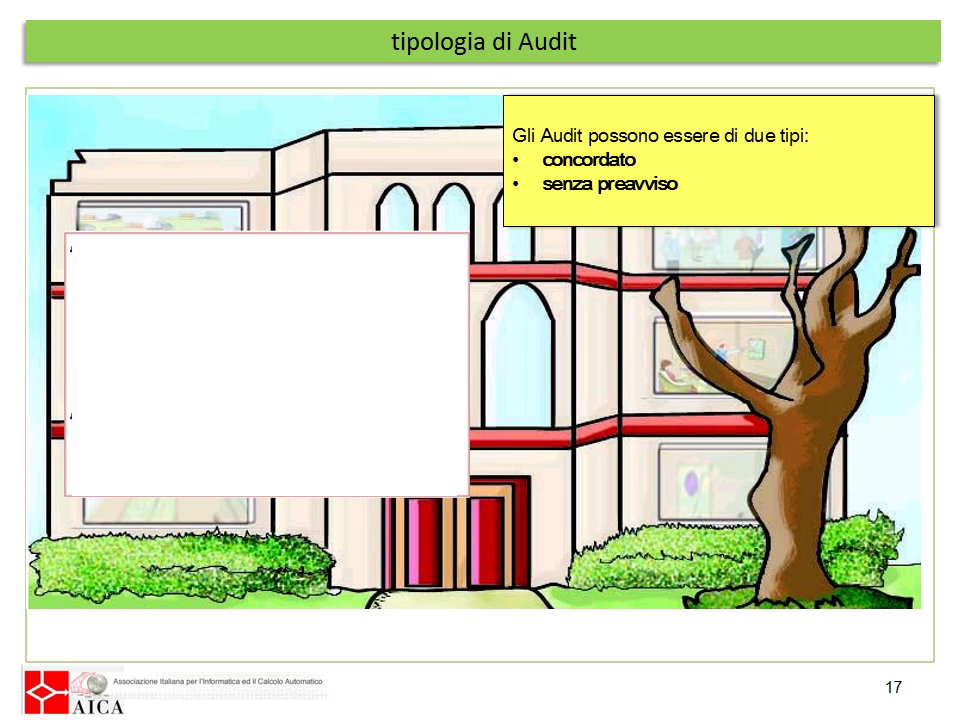 tipologia di Audit
Gli Audit possono essere di due tipi:
• concordato
• senza preavviso
Associazione Italiana per l'Informatica ed il Calcolo Automatico
AICA
17